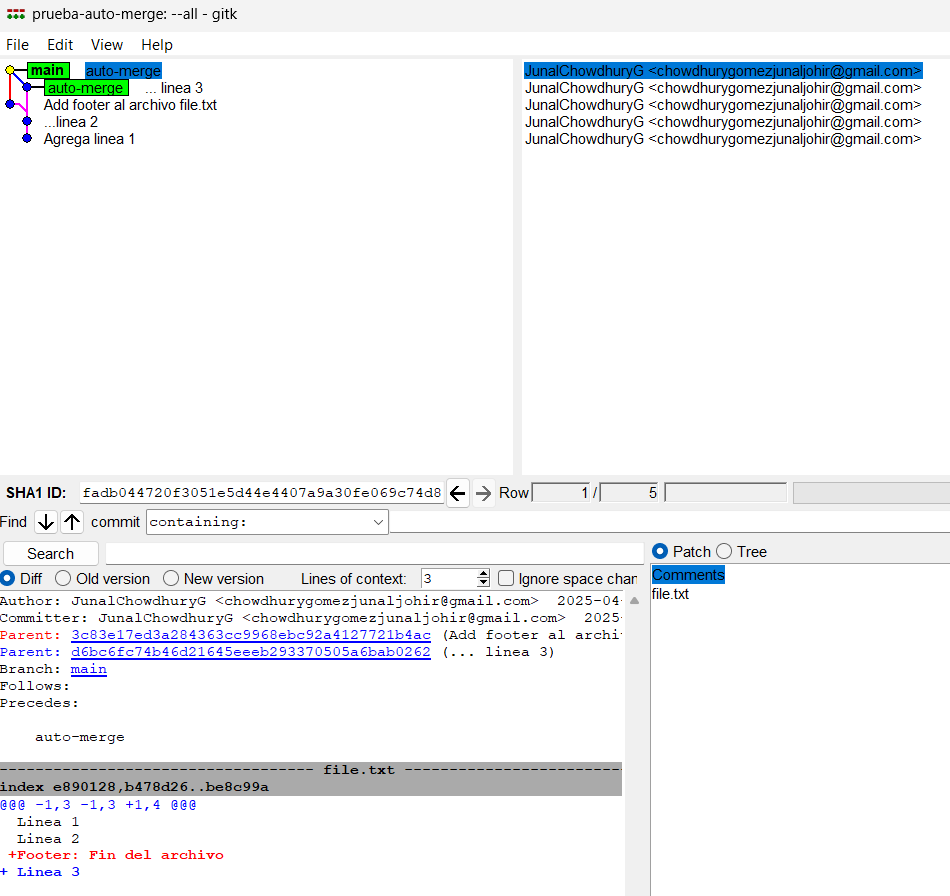 prueba-auto-merge: --all - gitk
File Edit View Help
main auto-merge JunalChowdhuryG <chowdhurygomezjunaljohir@gmail.com>
auto-merge ... linea 3 JunalChowdhuryG <chowdhurygomezjunaljohir@gmail.com>
Add footer al archivo file.txt JunalChowdhuryG <chowdhurygomezjunaljohir@gmail.com>
...linea 2 JunalChowdhuryG <chowdhurygomezjunaljohir@gmail.com>
Agrega linea 1 JunalChowdhuryG <chowdhurygomezjunaljohir@gmail.com>
SHA1 ID: fadb044720f3051e5d44e4407a9a30fe069c74d8 Row 1 / 5
Find commit containing:
Search Patch Tree
Diff Old version New version Lines of context: 3 Ignore space chan
Comments
file.txt
Author: JunalChowdhuryG <chowdhurygomezjunaljohir@gmail.com> 2025-04-
Committer: JunalChowdhuryG <chowdhurygomezjunaljohir@gmail.com> 2025-
Parent: 3c83e17ed3a284363cc9968ebc92a4127721b4ac (Add footer al archi
Parent: d6bc6fc74b46d21645eeeb293370505a6bab0262 (... linea 3)
Branch: main
Follows:
Precedes:
auto-merge
--------------------------------- file.txt -------------------------
index e890128,b478d26..be8c99a
@@@ -1,3 -1,3 +1,4 @@@
Linea 1
Linea 2
+Footer: Fin del archivo
+ Linea 3